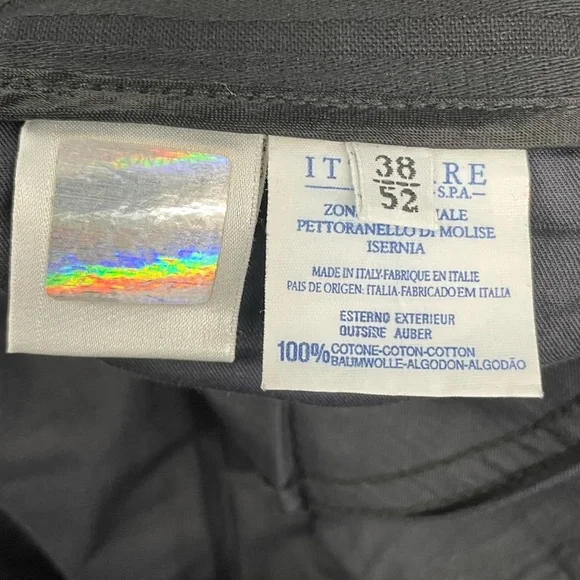 38
52
S.P.A.
PETTORANELLO DI MOLISE
ISERNIA
MADE IN ITALY-FABRIQUE EN ITALIE
PAIS DE ORIGEN: ITALIA-FABRICADO EM ITALIA
ESTERNO EXTERIEUR
OUTSISE AUBER
100% COTONE-COTON-COTTON
BAUMWOLLE-ALGODON-ALGODÃO